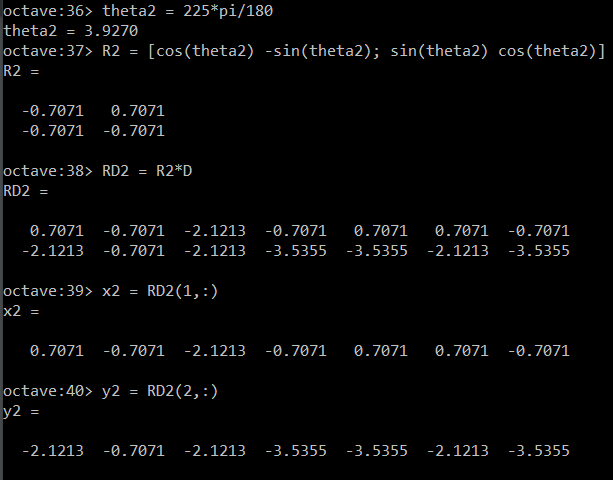 octave:36> theta2 = 225*pi/180
theta2 = 3.9270
octave:37> R2 = [cos(theta2) -sin(theta2); sin(theta2) cos(theta2)]
R2 =

  -0.7071   0.7071
  -0.7071  -0.7071

octave:38> RD2 = R2*D
RD2 =

   0.7071  -0.7071  -2.1213  -0.7071   0.7071   0.7071  -0.7071
  -2.1213  -0.7071  -2.1213  -3.5355  -3.5355  -2.1213  -3.5355

octave:39> x2 = RD2(1,:)
x2 =

   0.7071  -0.7071  -2.1213  -0.7071   0.7071   0.7071  -0.7071

octave:40> y2 = RD2(2,:)
y2 =

  -2.1213  -0.7071  -2.1213  -3.5355  -3.5355  -2.1213  -3.5355